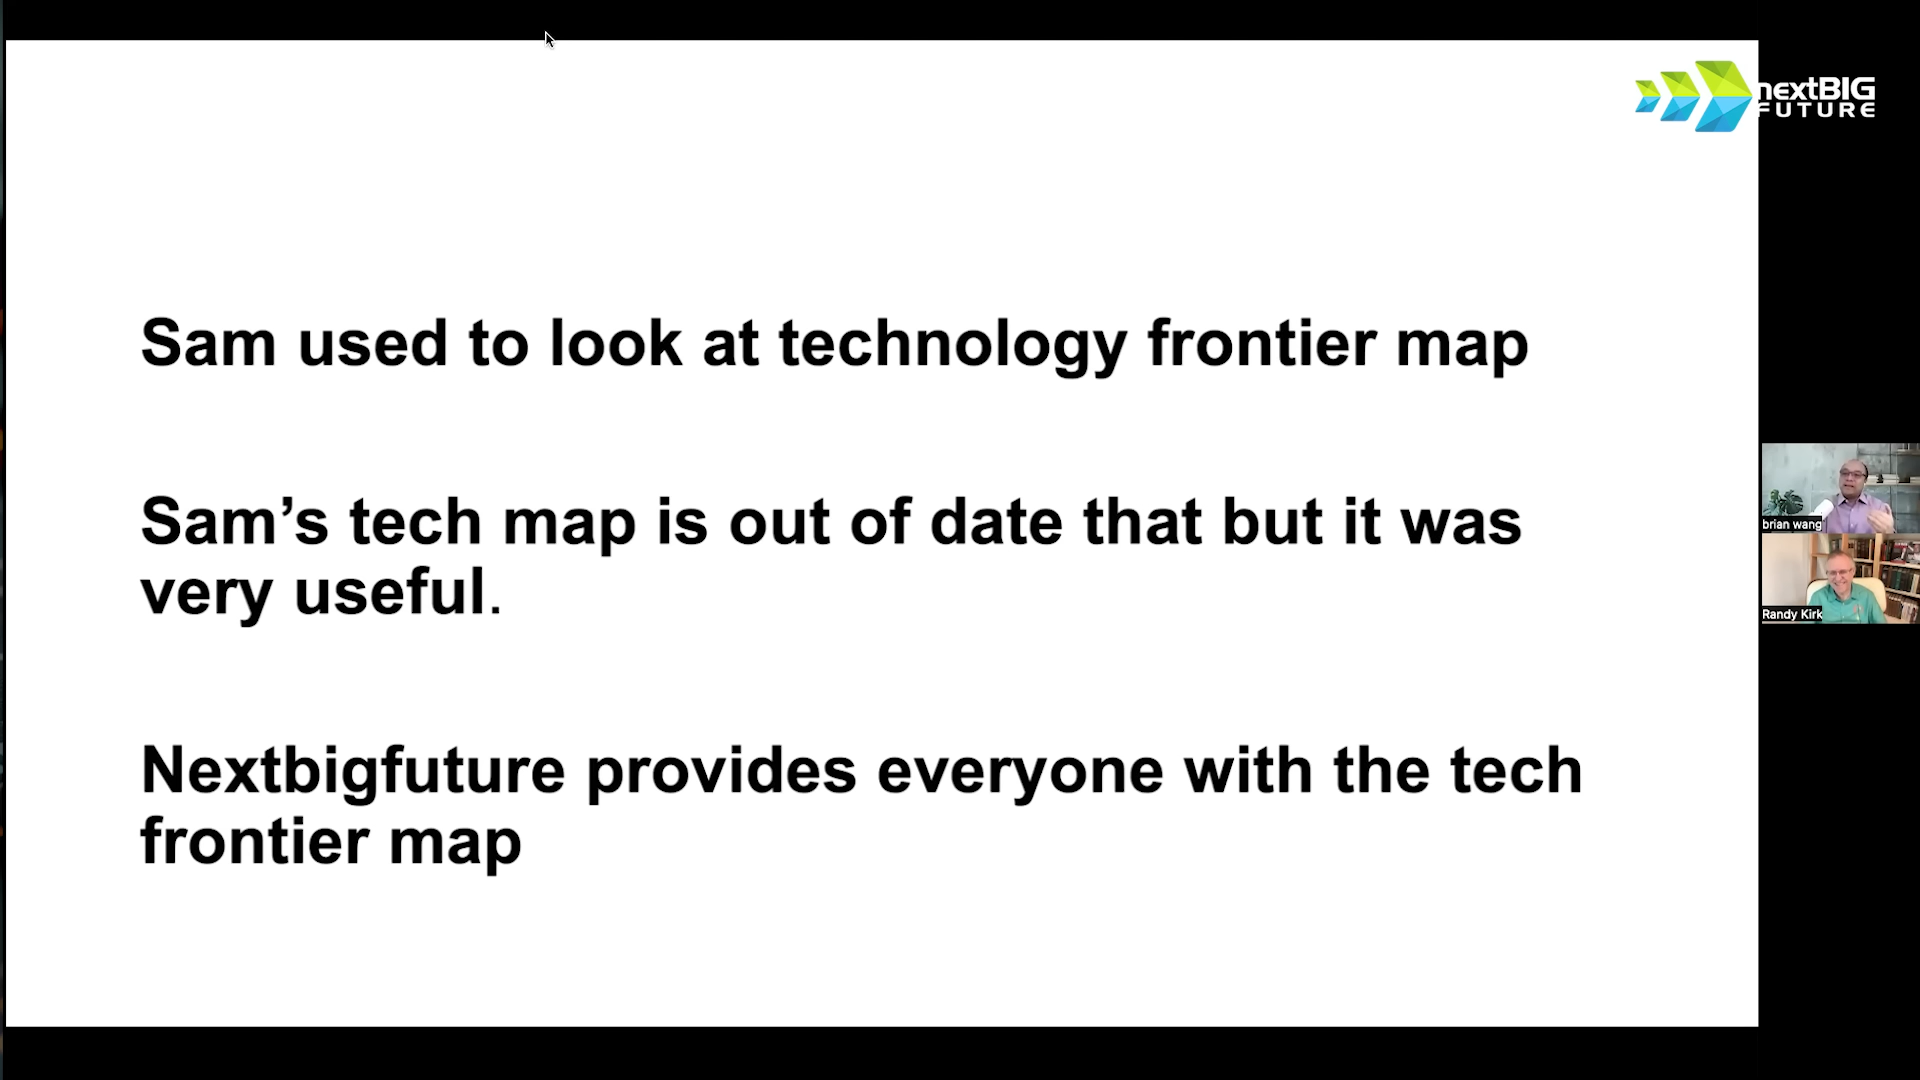 nextBIG
FUTURE
Sam used to look at technology frontier map
Sam’s tech map is out of date that but it was
very useful.
Nextbigfuture provides everyone with the tech
frontier map
brian wang
Randy Kirk